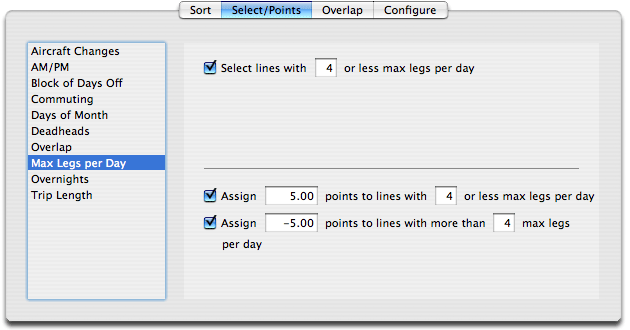 Sort Select/Points Overlap Configure
Aircraft Changes
AM/PM
Block of Days Off
Commuting
Days of Month
Deadheads
Overlap
Max Legs per Day
Overnights
Trip Length
Select lines with 4 or less max legs per day
Assign 5.00 points to lines with 4 or less max legs per day
Assign -5.00 points to lines with more than 4 max legs
per day